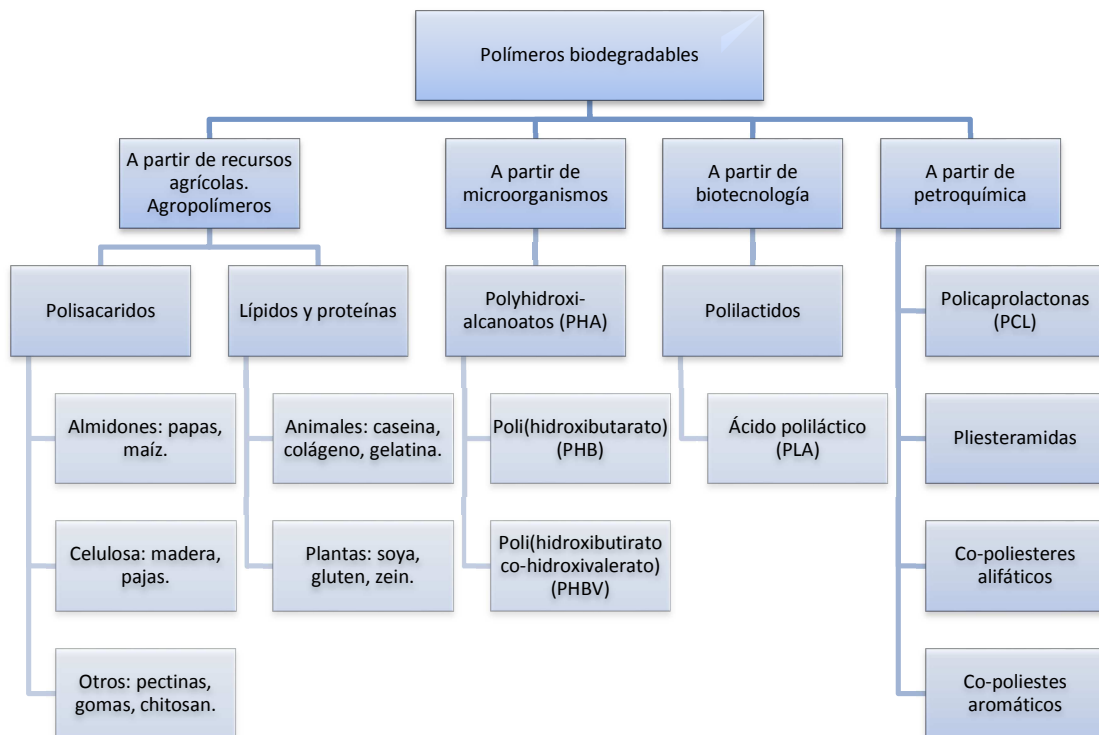 Polímeros biodegradables
A partir de recursos
agrícolas.
Agropolímeros
A partir de
microorganismos
A partir de
biotecnología
A partir de
petroquímica
Polisacaridos
Lípidos y proteínas
Polyhidroxi-
alcanoatos (PHA)
Polilactidos
Policaprolactonas
(PCL)
Almidones: papas,
maíz.
Animales: caseina,
colágeno, gelatina.
Poli(hidroxibutarato)
(PHB)
Ácido poliláctico
(PLA)
Pliesteramidas
Celulosa: madera,
pajas.
Plantas: soya,
gluten, zein.
Poli(hidroxibutirato
co-hidroxivalerato)
(PHBV)
Co-poliesteres
alifáticos
Otros: pectinas,
gomas, chitosan.
Co-poliestes
aromáticos